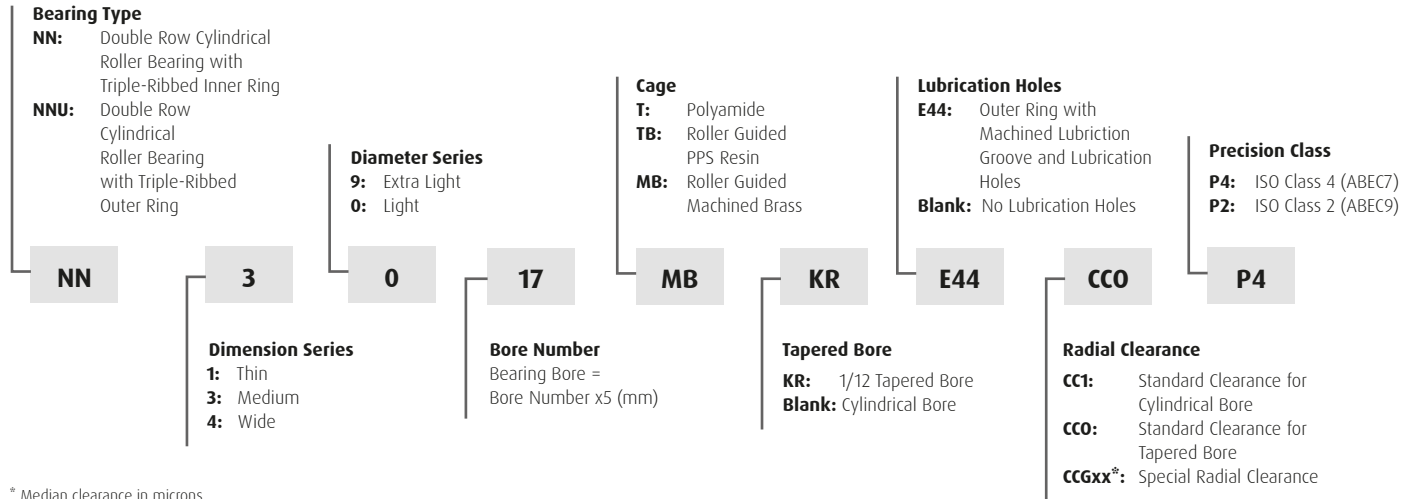 Bearing Type
NN: Double Row Cylindrical
Roller Bearing with
Triple-Ribbed Inner Ring
NNU: Double Row
Cylindrical
Roller Bearing
with Triple-Ribbed
Outer Ring
Diameter Series
9: Extra Light
0: Light
Cage
T: Polyamide
TB: Roller Guided
PPS Resin
MB: Roller Guided
Machined Brass
Lubrication Holes
E44: Outer Ring with
Machined Lubriction
Groove and Lubrication
Holes
Blank: No Lubrication Holes
Precision Class
P4: ISO Class 4 (ABEC7)
P2: ISO Class 2 (ABEC9)
NN 3 0 17 MB KR E44 CC0 P4
Dimension Series
1: Thin
3: Medium
4: Wide
Bore Number
Bearing Bore =
Bore Number x5 (mm)
Tapered Bore
KR: 1/12 Tapered Bore
Blank: Cylindrical Bore
Radial Clearance
CC1: Standard Clearance for
Cylindrical Bore
CC0: Standard Clearance for
Tapered Bore
CCGxx*: Special Radial Clearance
* Median clearance in microns